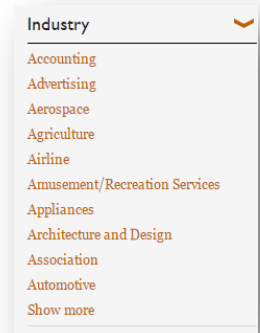 Industry
Accounting
Advertising
Aerospace
Agriculture
Airline
Amusement/Recreation Services
Appliances
Architecture and Design
Association
Automotive
Show more